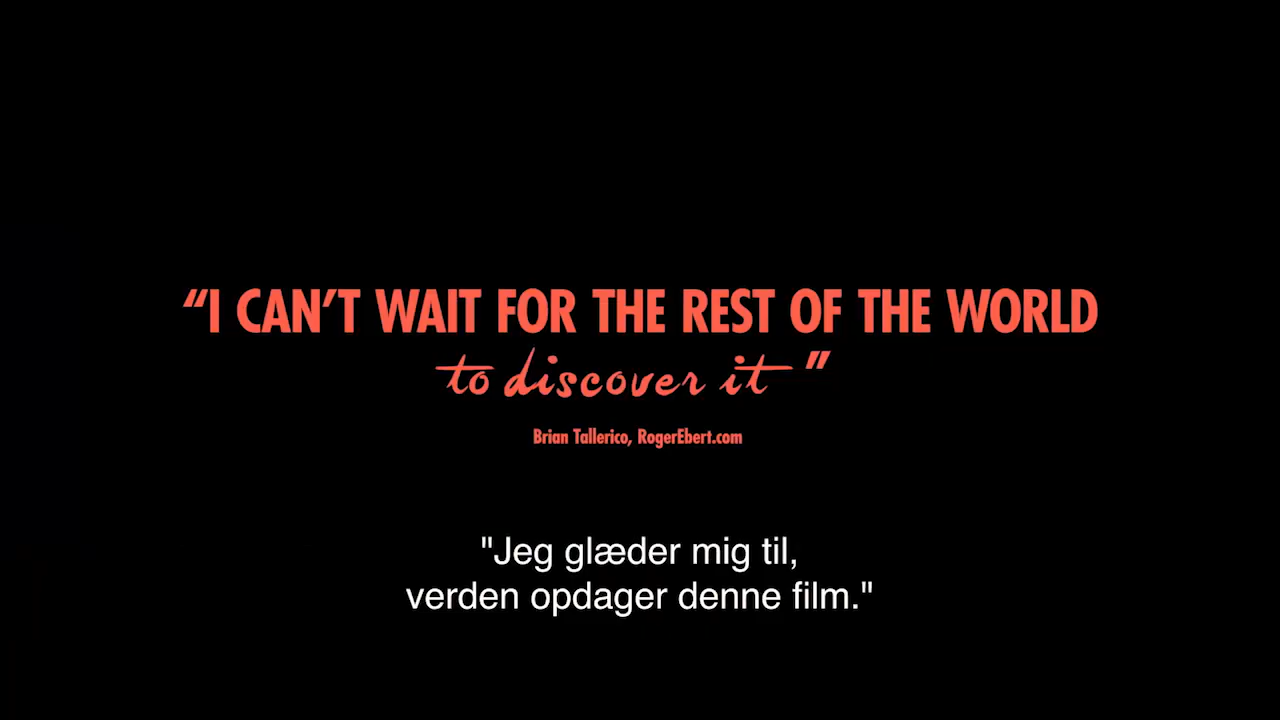 “I CAN’T WAIT FOR THE REST OF THE WORLD
to discover it ”
Brian Tallerico, RogerEbert.com
"Jeg glæder mig til,
verden opdager denne film."